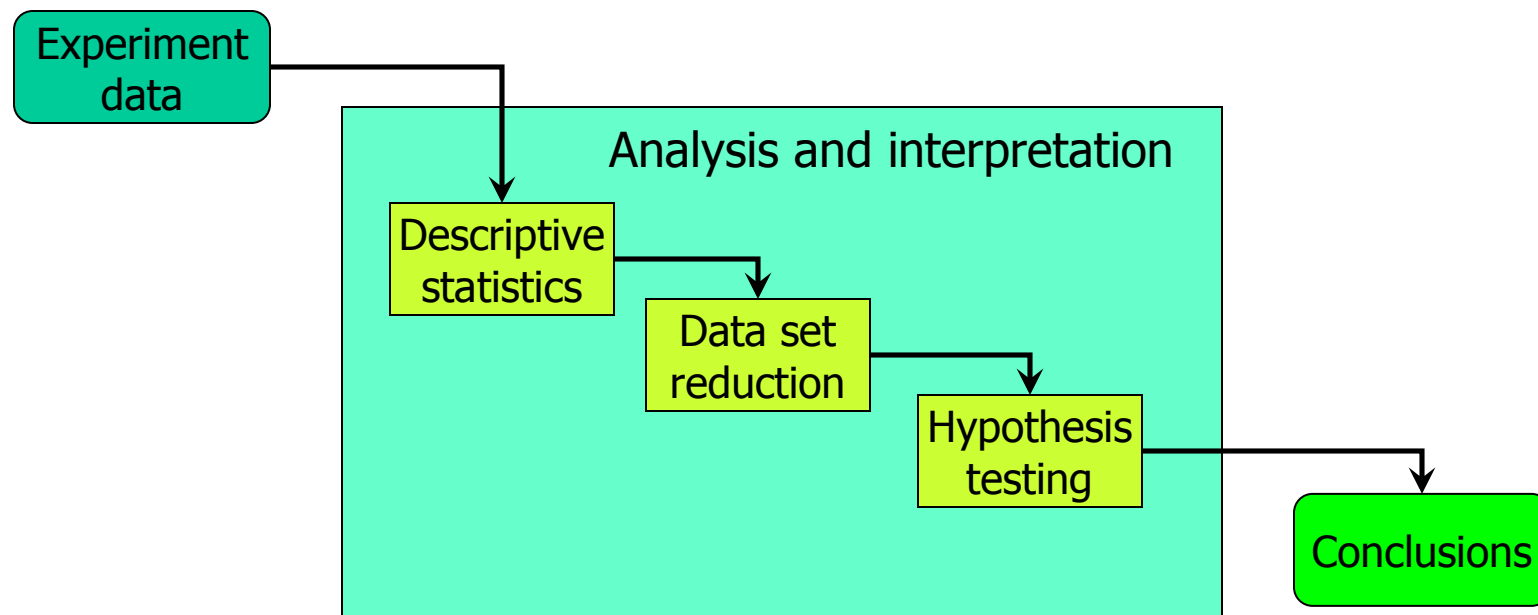 Experiment
data
Analysis and interpretation
Descriptive
statistics
Data set
reduction
Hypothesis
testing
Conclusions